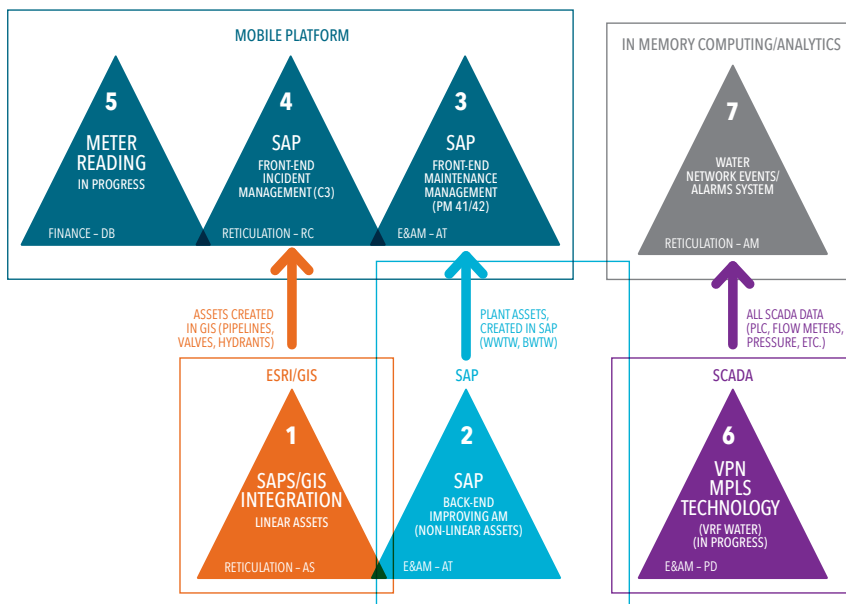 MOBILE PLATFORM
5
METER
READING
IN PROGRESS
FINANCE – DB
4
SAP
FRONT-END
INCIDENT
MANAGEMENT (C3)
RETICULATION – RC
3
SAP
FRONT-END
MAINTENANCE
MANAGEMENT
(PM 41/42)
E&AM – AT
IN MEMORY COMPUTING/ANALYTICS
7
WATER
NETWORK EVENTS/
ALARMS SYSTEM
RETICULATION – AM
ASSETS CREATED
IN GIS (PIPELINES,
VALVES, HYDRANTS)
PLANT ASSETS,
CREATED IN SAP
(WWTW, BWTW)
ALL SCADA DATA
(PLC, FLOW METERS,
PRESSURE, ETC.)
ESRI/GIS
1
SAPS/GIS
INTEGRATION
LINEAR ASSETS
RETICULATION – AS
SAP
2
SAP
BACK-END
IMPROVING AM
(NON-LINEAR ASSETS)
E&AM – AT
SCADA
6
VPN
MPLS
TECHNOLOGY
(VRF WATER)
(IN PROGRESS)
E&AM – PD